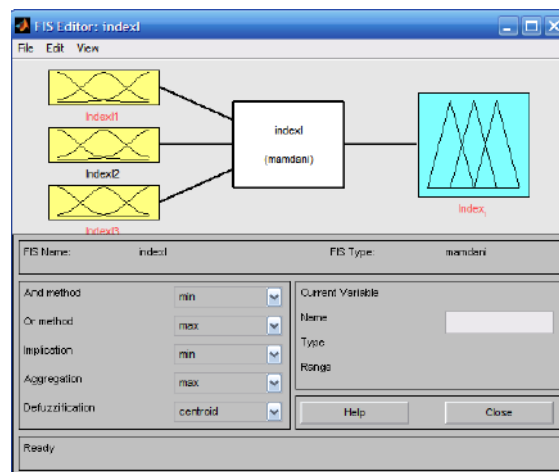 FIS Editor: indexI
File Edit View
IndexI1
IndexI2
IndexI3
indexI
(mamdani)
Index,
FIS Name: indexI FIS Type: mamdani
And method min
Or method max
Implication min
Aggregation max
Defuzzification centroid
Current Variable
Name
Type
Range
Help Close
Ready